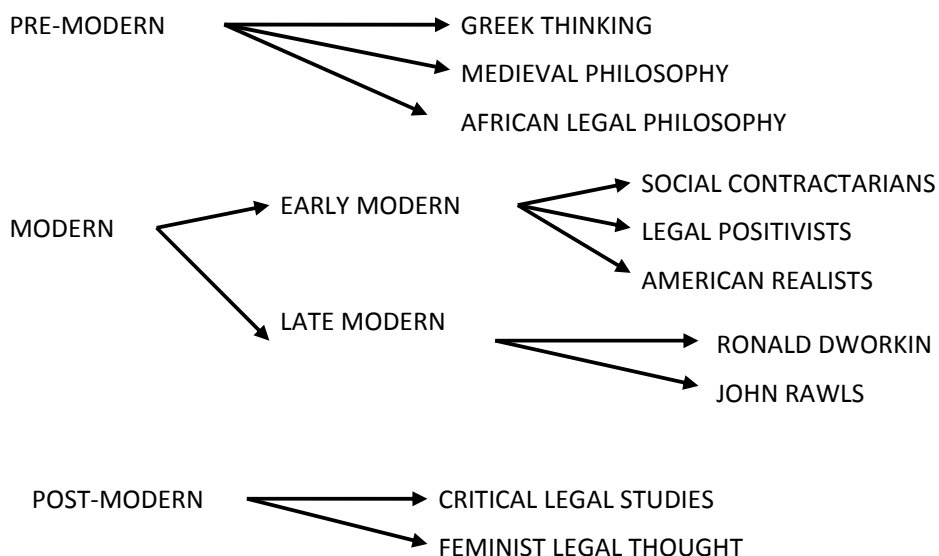 PRE-MODERN
GREEK THINKING
MEDIEVAL PHILOSOPHY
AFRICAN LEGAL PHILOSOPHY
MODERN
EARLY MODERN
SOCIAL CONTRACTARIANS
LEGAL POSITIVISTS
AMERICAN REALISTS
LATE MODERN
RONALD DWORKIN
JOHN RAWLS
POST-MODERN
CRITICAL LEGAL STUDIES
FEMINIST LEGAL THOUGHT